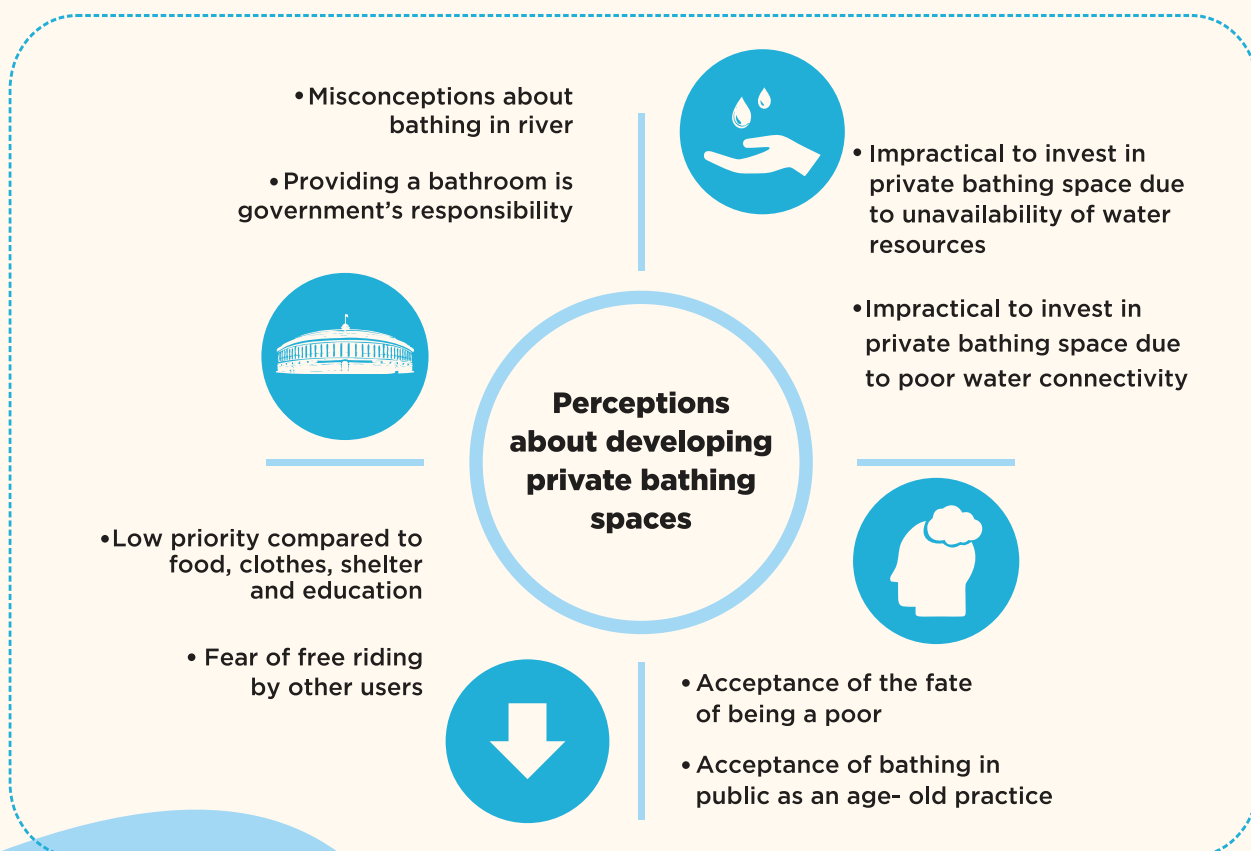 • Misconceptions about
bathing in river
• Providing a bathroom is
government's responsibility
• Impractical to invest in
private bathing space due
to unavailability of water
resources
• Impractical to invest in
private bathing space due
to poor water connectivity
Perceptions
about developing
private bathing
spaces
• Low priority compared to
food, clothes, shelter
and education
• Fear of free riding
by other users
• Acceptance of the fate
of being a poor
• Acceptance of bathing in
public as an age- old practice